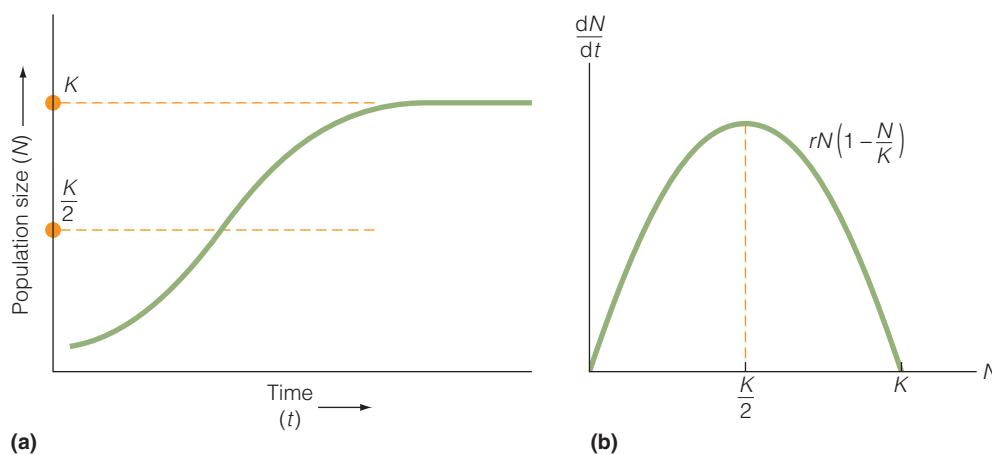 K
K/2
Population size (N)
Time
(t)
(a)
dN/dt
rN(1 – N/K)
K/2
K
N
(b)